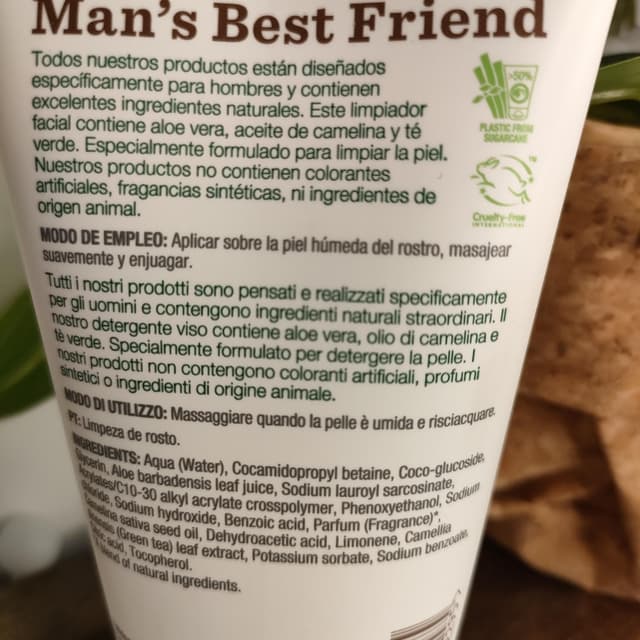 Man's Best Friend
Todos nuestros productos están diseñados
específicamente para hombres y contienen
excelentes ingredientes naturales. Este limpiador
facial contiene aloe vera, aceite de camelina y té
verde. Especialmente formulado para limpiar la piel.
Nuestros productos no contienen colorantes
artificiales, fragancias sintéticas, ni ingredientes de
origen animal.
>50%
PLASTIC FROM
SUGARCANE
Cruelty-Free
INTERNATIONAL
MODO DE EMPLEO: Aplicar sobre la piel húmeda del rostro, masajear
suavemente y enjuagar.
Tutti i nostri prodotti sono pensati e realizzati specificamente
per gli uomini e contengono ingredienti naturali straordinari. Il
nostro detergente viso contiene aloe vera, olio di camelina e
tè verde. Specialmente formulato per detergere la pelle. I
nostri prodotti non contengono coloranti artificiali, profumi
sintetici o ingredienti di origine animale.
MODO DI UTILIZZO: Massaggiare quando la pelle è umida e risciacquare.
PT: Limpeza de rosto.
INGREDIENTS: Aqua (Water), Cocamidopropyl betaine, Coco-glucoside,
Glycerin, Aloe barbadensis leaf juice, Sodium lauroyl sarcosinate,
Acrylates/C10-30 alkyl acrylate crosspolymer, Phenoxyethanol, Sodium
Sodium hydroxide, Benzoic acid, Parfum (Fragrance)*,
Camelina sativa seed oil, Dehydroacetic acid, Limonene, Camellia
(Green tea) leaf extract, Potassium sorbate, Sodium benzoate,
acid, Tocopherol.
blend of natural ingredients.